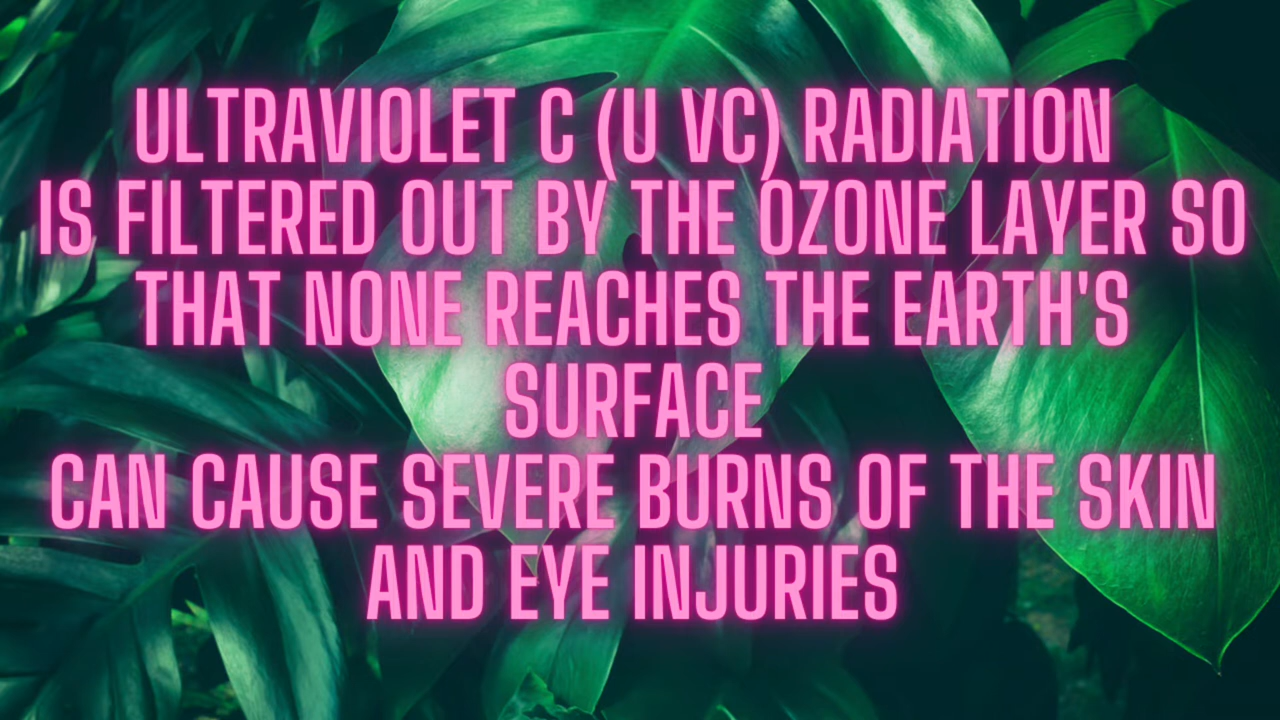 ULTRAVIOLET C (U VC) RADIATION
IS FILTERED OUT BY THE OZONE LAYER SO
THAT NONE REACHES THE EARTH'S
SURFACE
CAN CAUSE SEVERE BURNS OF THE SKIN
AND EYE INJURIES